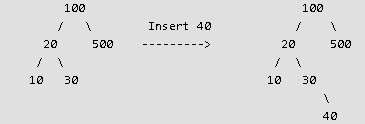 100 100
/ \ Insert 40 / \
20 500 ---------> 20 500
/ \ / \
10 30 10 30
\
40